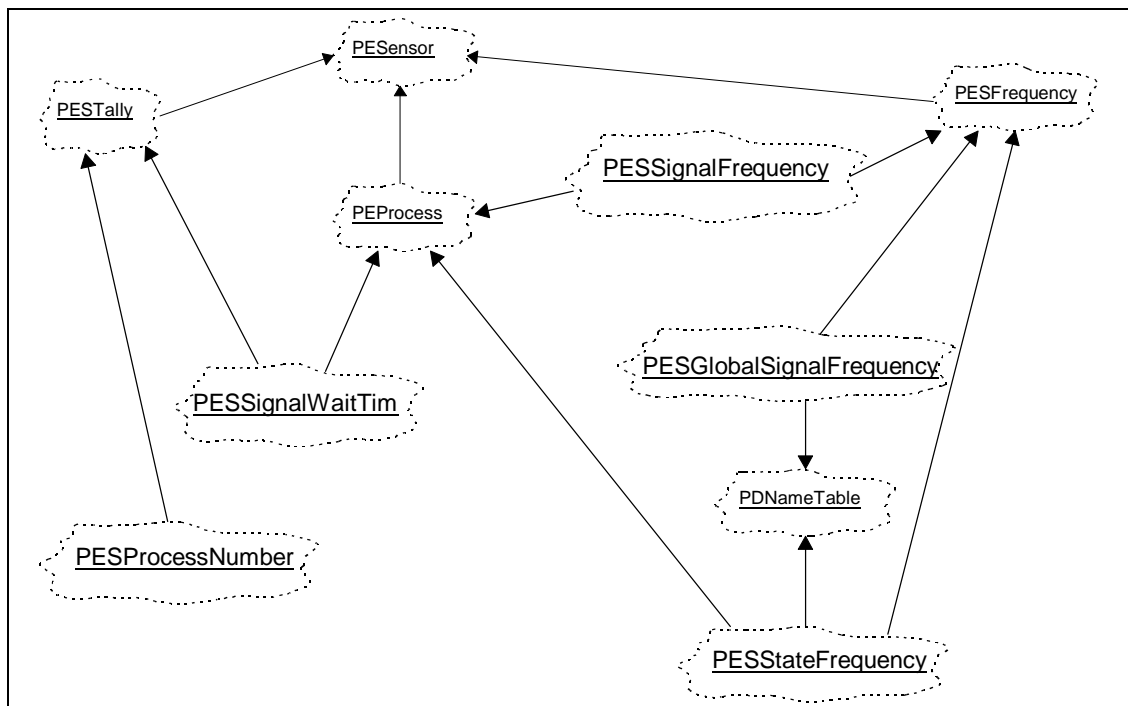 PESensor
PESTally
PESFrequency
PESSignalFrequency
PEProcess
PESGlobalSignalFrequency
PESSignalWaitTim
PDNameTable
PESProcessNumber
PESStateFrequency